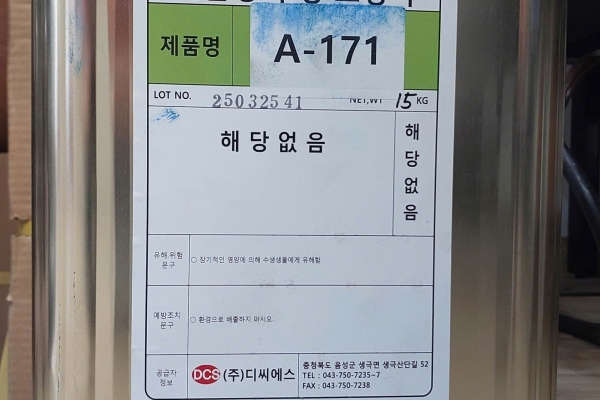 제품명
A-171
LOT NO. 25032541 NET,WT 15 KG
해당없음
해당없음
유해.위험 문구
○ 장기적인 영향에 의해 수생생물에게 유해함.
예방조치 문구
○ 환경으로 배출하지 마시오.
공급자 정보
DCS (주)디씨에스
충청북도 음성군 생극면 생극산단길 52
TEL : 043-750-7235~7
FAX : 043-750-7238